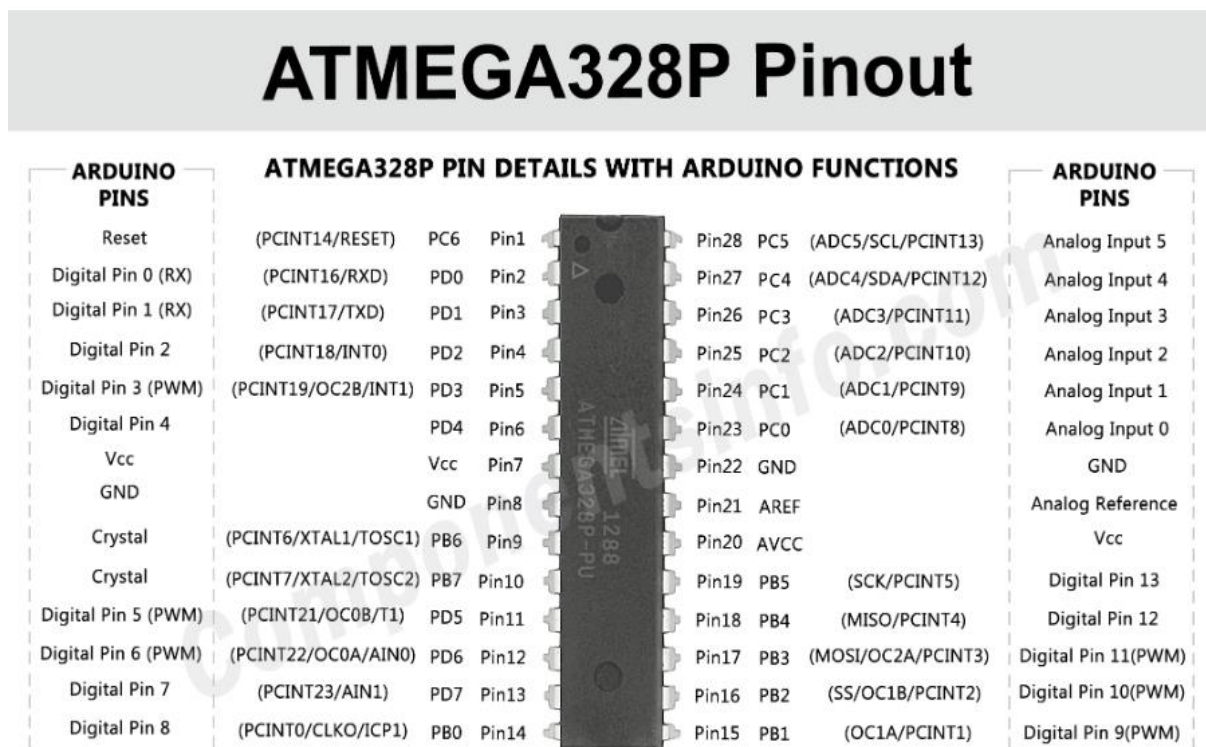 ATMEGA328P Pinout
ATMEGA328P PIN DETAILS WITH ARDUINO FUNCTIONS
ARDUINO
PINS
ARDUINO
PINS
Reset (PCINT14/RESET) PC6 Pin1 Pin28 PC5 (ADC5/SCL/PCINT13) Analog Input 5
Digital Pin 0 (RX) (PCINT16/RXD) PD0 Pin2 Pin27 PC4 (ADC4/SDA/PCINT12) Analog Input 4
Digital Pin 1 (RX) (PCINT17/TXD) PD1 Pin3 Pin26 PC3 (ADC3/PCINT11) Analog Input 3
Digital Pin 2 (PCINT18/INT0) PD2 Pin4 Pin25 PC2 (ADC2/PCINT10) Analog Input 2
Digital Pin 3 (PWM) (PCINT19/OC2B/INT1) PD3 Pin5 Pin24 PC1 (ADC1/PCINT9) Analog Input 1
Digital Pin 4 PD4 Pin6 Pin23 PC0 (ADC0/PCINT8) Analog Input 0
Vcc Vcc Pin7 Pin22 GND GND
GND GND Pin8 Pin21 AREF Analog Reference
Crystal (PCINT6/XTAL1/TOSC1) PB6 Pin9 Pin20 AVCC Vcc
Crystal (PCINT7/XTAL2/TOSC2) PB7 Pin10 Pin19 PB5 (SCK/PCINT5) Digital Pin 13
Digital Pin 5 (PWM) (PCINT21/OC0B/T1) PD5 Pin11 Pin18 PB4 (MISO/PCINT4) Digital Pin 12
Digital Pin 6 (PWM) (PCINT22/OC0A/AIN0) PD6 Pin12 Pin17 PB3 (MOSI/OC2A/PCINT3) Digital Pin 11(PWM)
Digital Pin 7 (PCINT23/AIN1) PD7 Pin13 Pin16 PB2 (SS/OC1B/PCINT2) Digital Pin 10(PWM)
Digital Pin 8 (PCINT0/CLKO/ICP1) PB0 Pin14 Pin15 PB1 (OC1A/PCINT1) Digital Pin 9(PWM)
ATMEL 1288
ATMEGA328P-PU
Componentsinfo.com